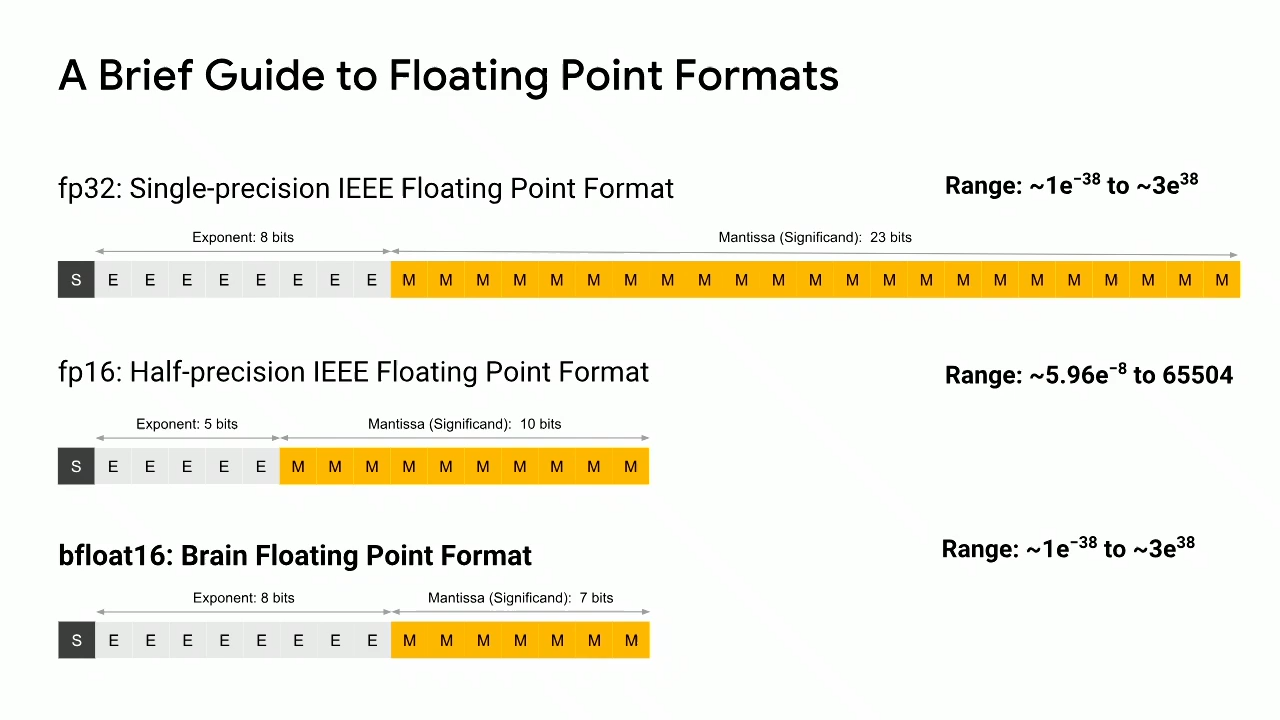 A Brief Guide to Floating Point Formats
fp32: Single-precision IEEE Floating Point Format
Range: ~1e⁻³⁸ to ~3e³⁸
Exponent: 8 bits
Mantissa (Significand): 23 bits
S E E E E E E E E M M M M M M M M M M M M M M M M M M M M M M M
fp16: Half-precision IEEE Floating Point Format
Range: ~5.96e⁻⁸ to 65504
Exponent: 5 bits
Mantissa (Significand): 10 bits
S E E E E E M M M M M M M M M M
bfloat16: Brain Floating Point Format
Range: ~1e⁻³⁸ to ~3e³⁸
Exponent: 8 bits
Mantissa (Significand): 7 bits
S E E E E E E E E M M M M M M M